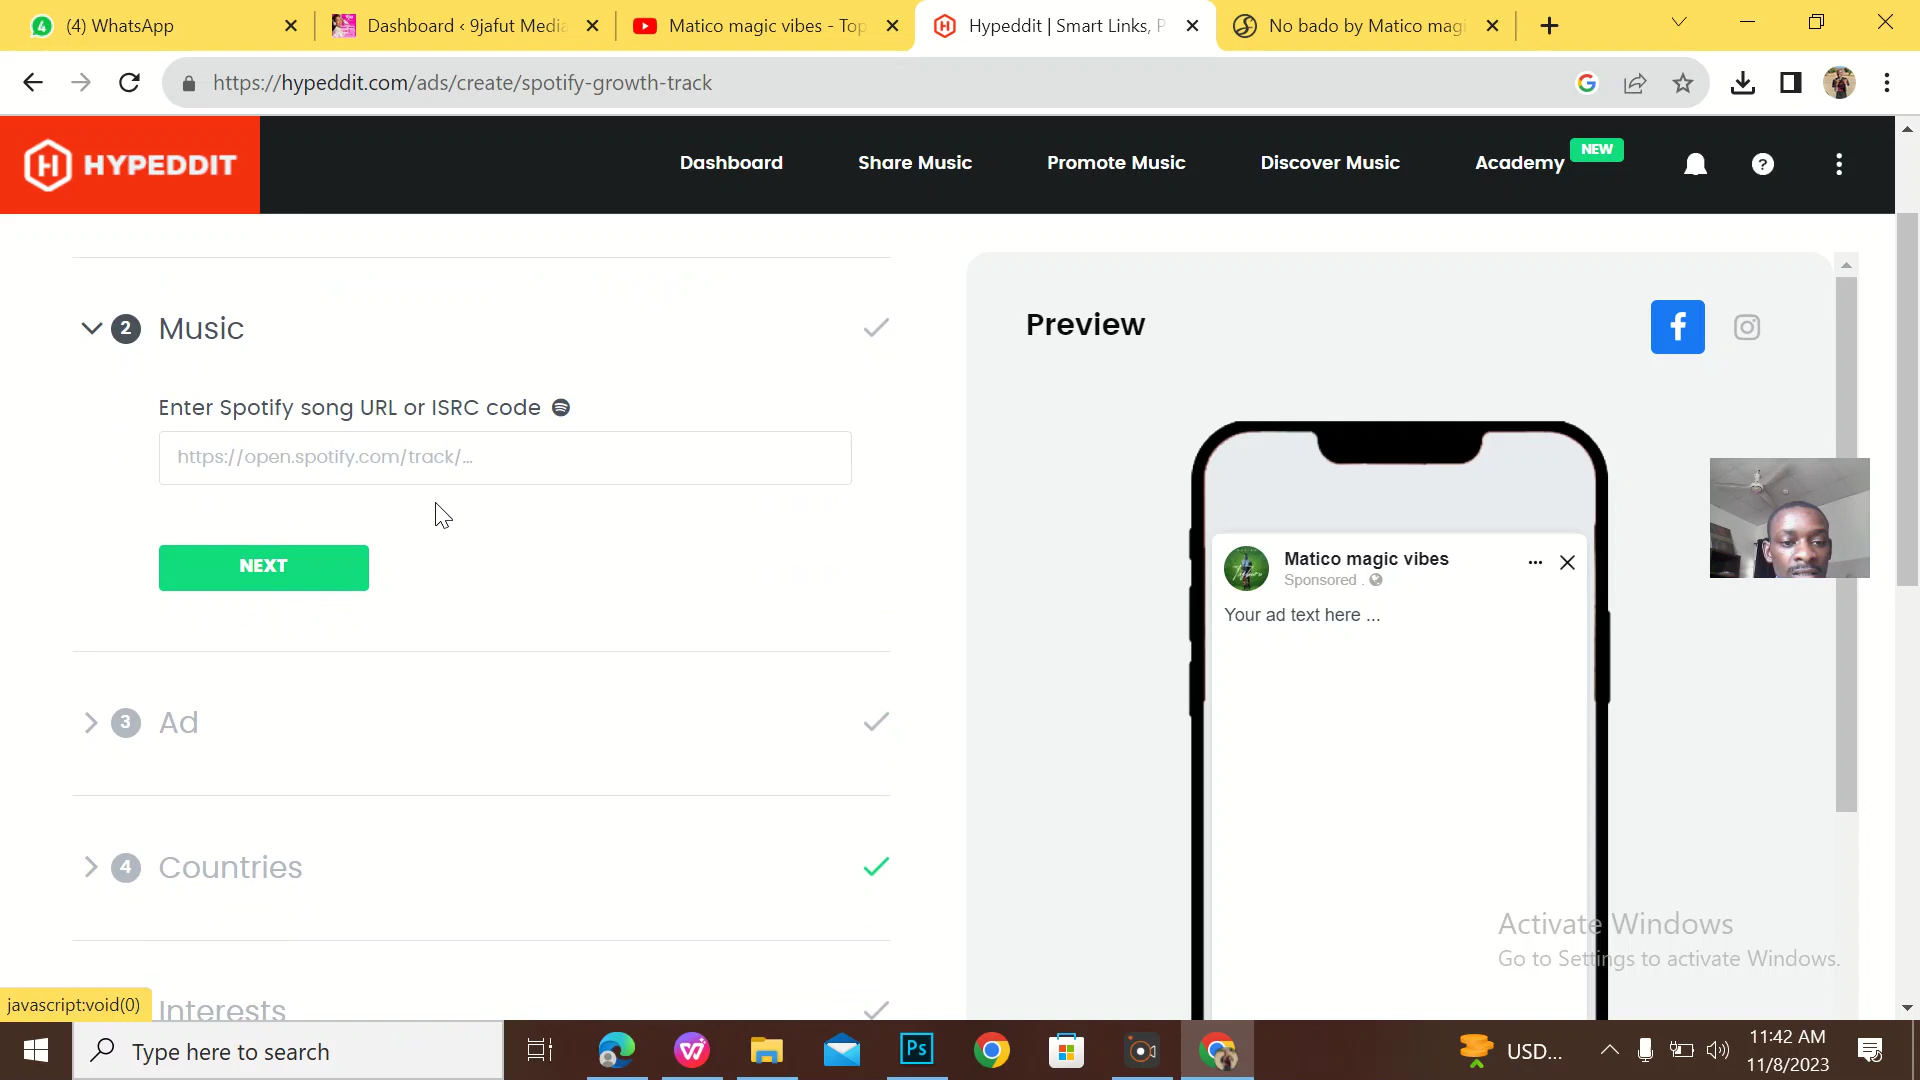 (4) WhatsApp
Dashboard ‹ 9jafut Media
Matico magic vibes - Top
Hypeddit | Smart Links, P
No bado by Matico magi
https://hypeddit.com/ads/create/spotify-growth-track
HYPEDDIT
Dashboard
Share Music
Promote Music
Discover Music
Academy
NEW
2
Music
Enter Spotify song URL or ISRC code
https://open.spotify.com/track/...
NEXT
3
Ad
4
Countries
Interests
Preview
Matico magic vibes
Sponsored .
Your ad text here ...
Activate Windows
Go to Settings to activate Windows.
javascript:void(0)
Type here to search
Ps
USD...
11:42 AM
11/8/2023